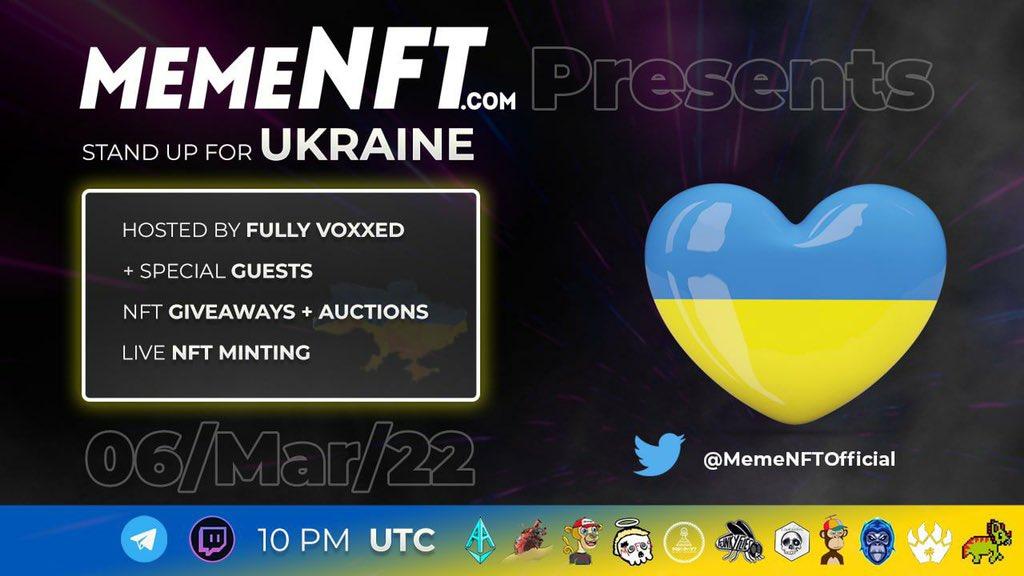 MEMENFT.COM Presents
STAND UP FOR UKRAINE
HOSTED BY FULLY VOXXED
+ SPECIAL GUESTS
NFT GIVEAWAYS + AUCTIONS
LIVE NFT MINTING
06/Mar/22
@MemeNFTOfficial
10 PM UTC